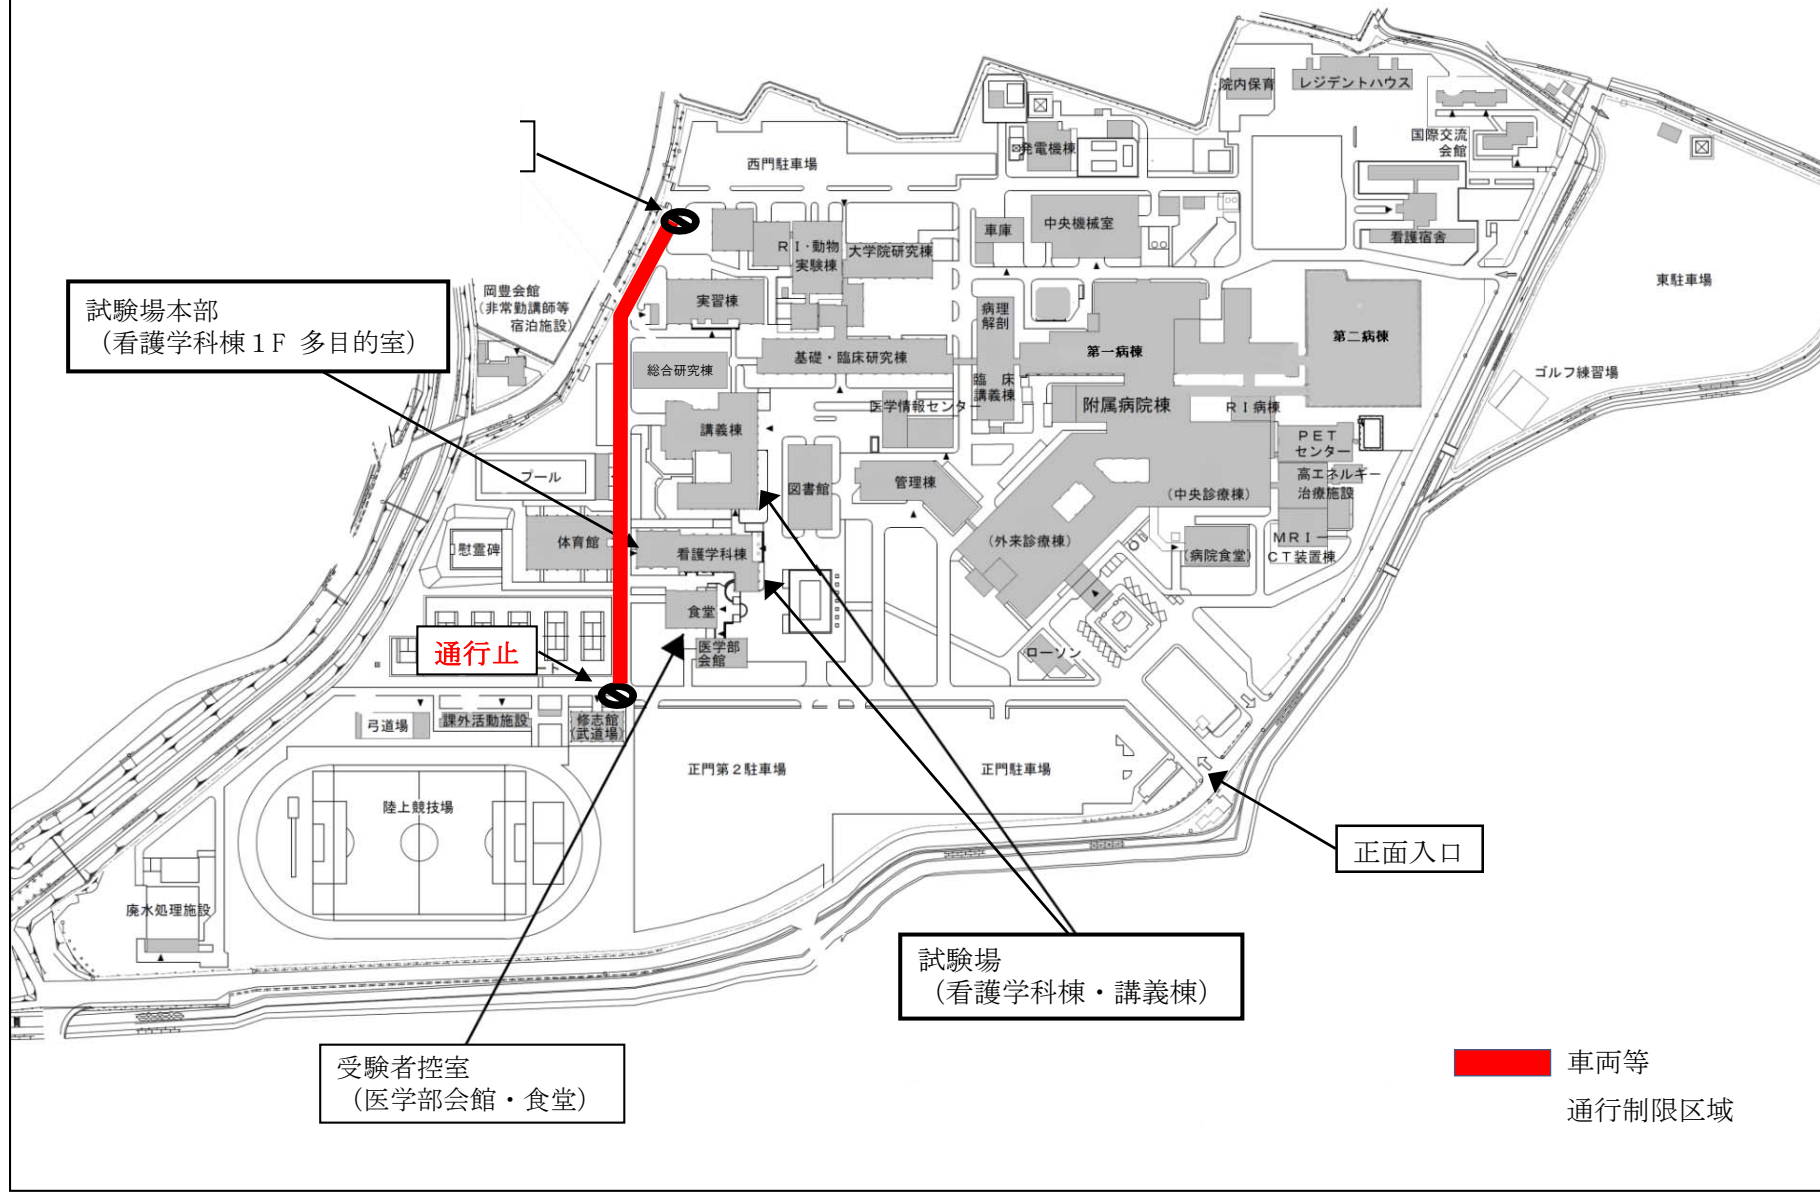 院内保育
レジデントハウス
国際交流
会館
発電機棟
西門駐車場
車庫
中央機械室
看護宿舎
RI・動物
実験棟
大学院研究棟
東駐車場
岡豊会館
(非常勤講師等
宿泊施設)
実習棟
病理
解剖
試験場本部
(看護学科棟1F 多目的室)
基礎・臨床研究棟
第一病棟
第二病棟
総合研究棟
臨床
講義棟
ゴルフ練習場
医学情報センター
附属病院棟
RI病棟
講義棟
PET
センター
プール
図書館
管理棟
(中央診療棟)
高エネルギー
治療施設
慰霊碑
体育館
看護学科棟
(外来診療棟)
(病院食堂)
MRI−
CT装置棟
食堂
通行止
ート
医学部
会館
ローソン
弓道場
課外活動施設
修志館
(武道場)
正門第2駐車場
正門駐車場
陸上競技場
正面入口
廃水処理施設
試験場
(看護学科棟・講義棟)
受験者控室
(医学部会館・食堂)
車両等
通行制限区域